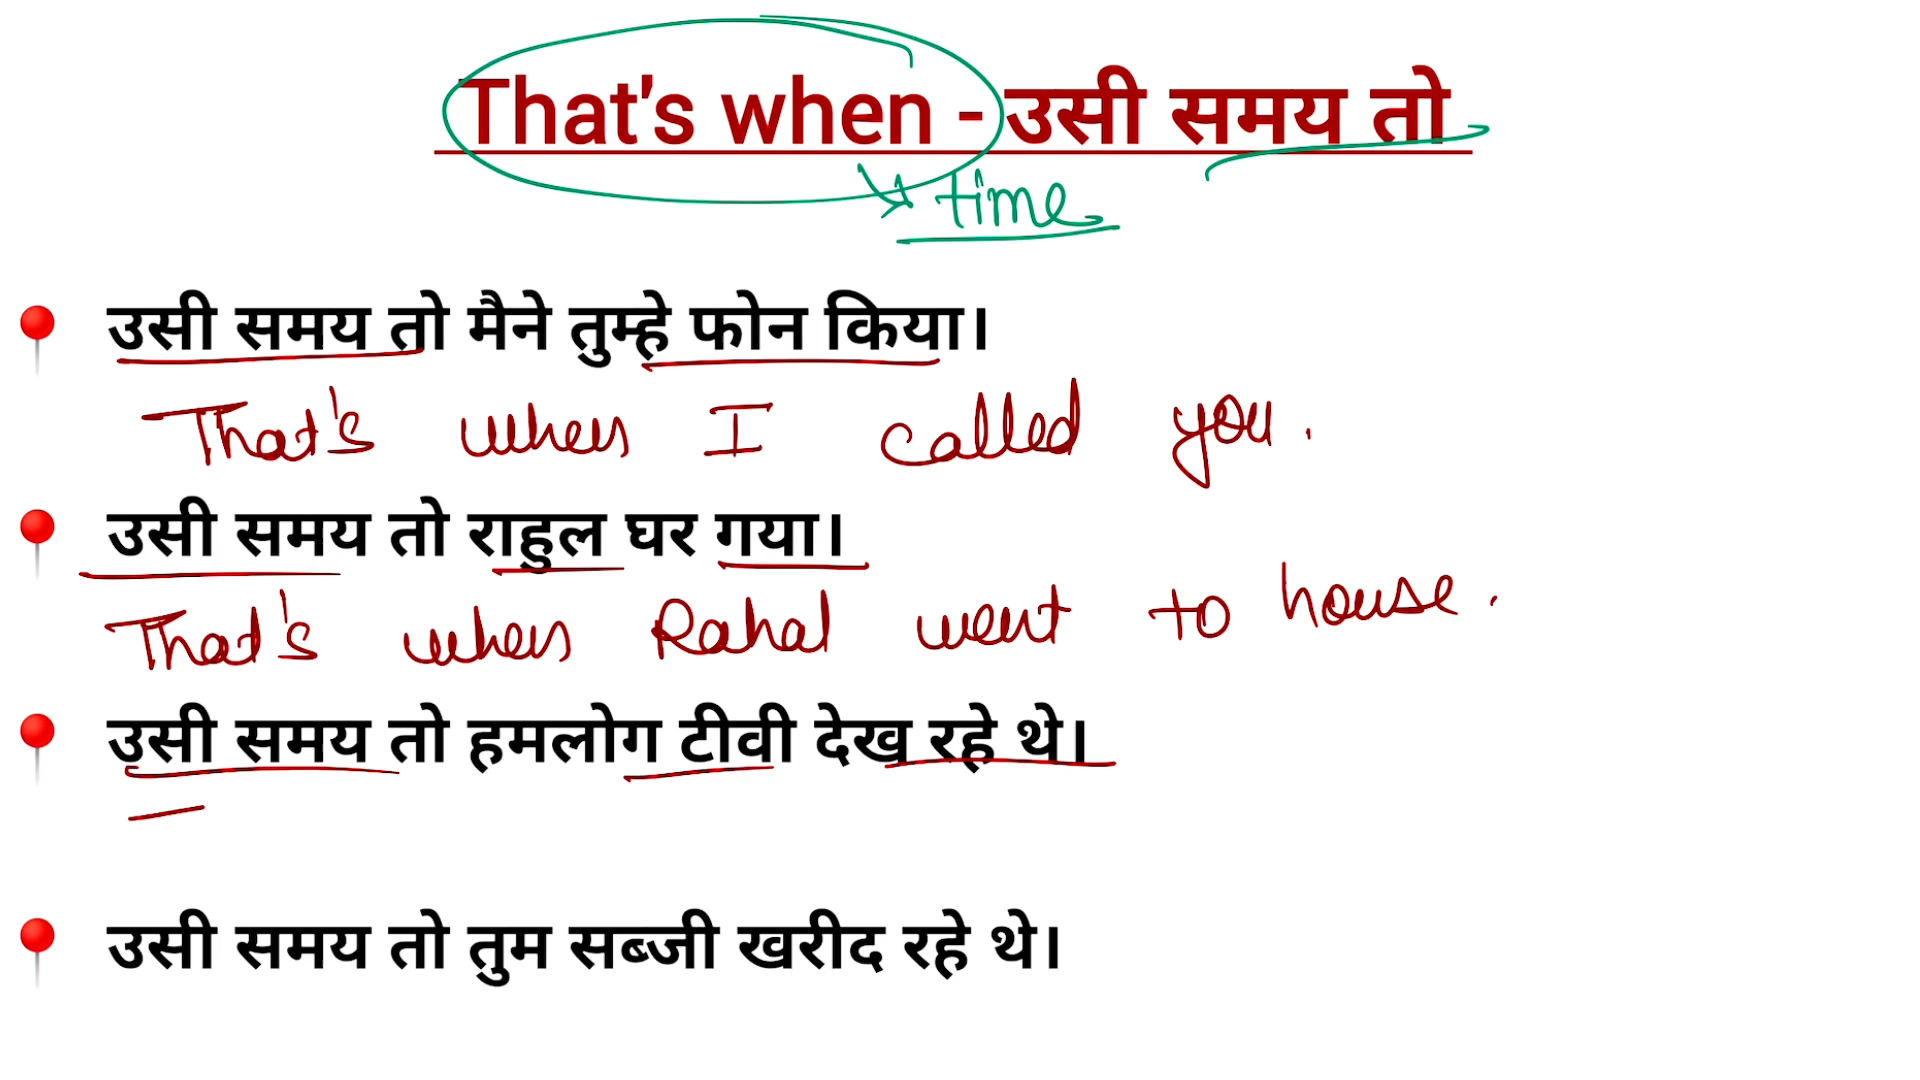 That's when - उसी समय तो
time
उसी समय तो मैने तुम्हे फोन किया।
That's when I called you.
उसी समय तो राहुल घर गया।
That's when Rahul went to house.
उसी समय तो हमलोग टीवी देख रहे थे।
उसी समय तो तुम सब्जी खरीद रहे थे।